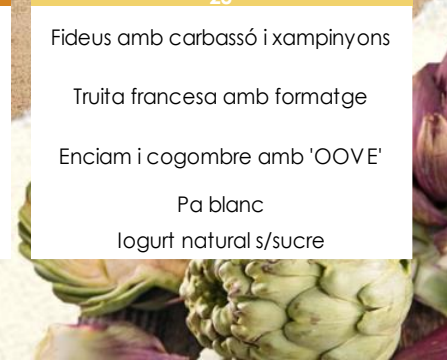 Fideus amb carbassó i xampinyons
Truita francesa amb formatge
Enciam i cogombre amb 'OOVE'
Pa blanc
Iogurt natural s/sucre